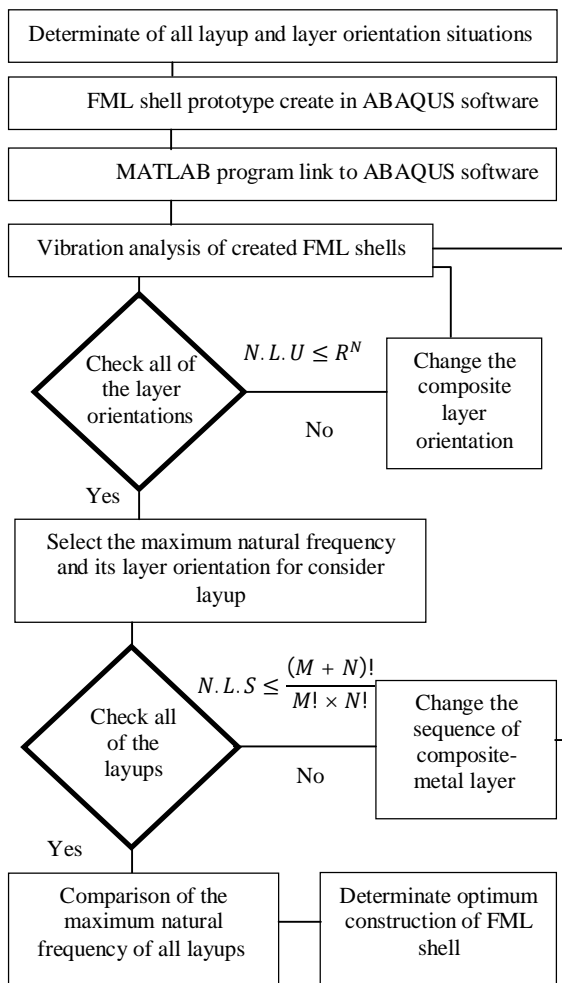 Determinate of all layup and layer orientation situations
FML shell prototype create in ABAQUS software
MATLAB program link to ABAQUS software
Vibration analysis of created FML shells
Check all of
the layer
orientations
N.L.U ≤ R^N
No
Change the
composite
layer
orientation
Yes
Select the maximum natural frequency
and its layer orientation for consider
layup
Check all
of the
layups
N.L.S ≤ (M + N)! / M! × N!
No
Change the
sequence of
composite-
metal layer
Yes
Comparison of the
maximum natural
frequency of all layups
Determinate optimum
construction of FML
shell